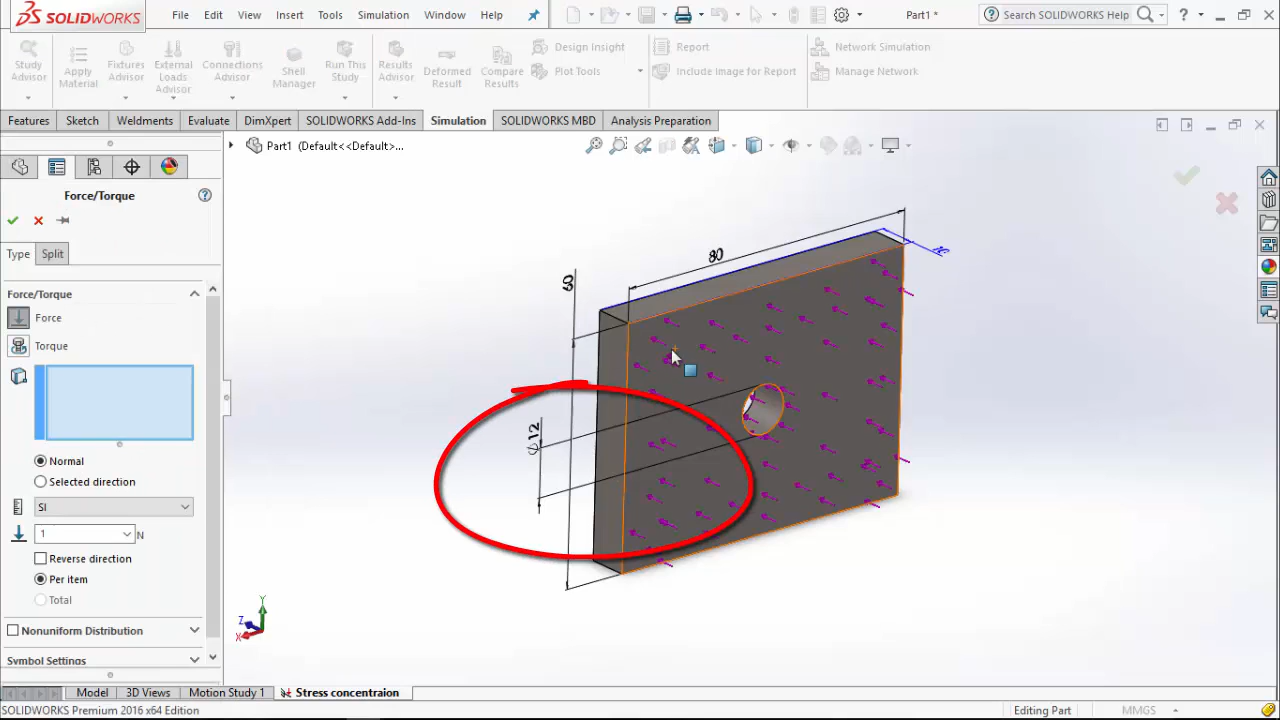 SOLIDWORKS
File Edit View Insert Tools Simulation Window Help
Part1 *
Search SOLIDWORKS Help
Study Advisor
Apply Material
Fixtures Advisor
External Loads Advisor
Connections Advisor
Shell Manager
Run This Study
Results Advisor
Deformed Result
Compare Results
Design Insight
Plot Tools
Report
Include Image for Report
Network Simulation
Manage Network
Features Sketch Weldments Evaluate DimXpert SOLIDWORKS Add-Ins Simulation SOLIDWORKS MBD Analysis Preparation
Part1 (Default<<Default>...
Force/Torque
Type Split
Force/Torque
Force
Torque
Normal
Selected direction
SI
1 N
Reverse direction
Per item
Total
Nonuniform Distribution
Symbol Settings
80
∅12
Y
Z
X
Model 3D Views Motion Study 1 Stress concentraion
SOLIDWORKS Premium 2016 x64 Edition
Editing Part
MMGS